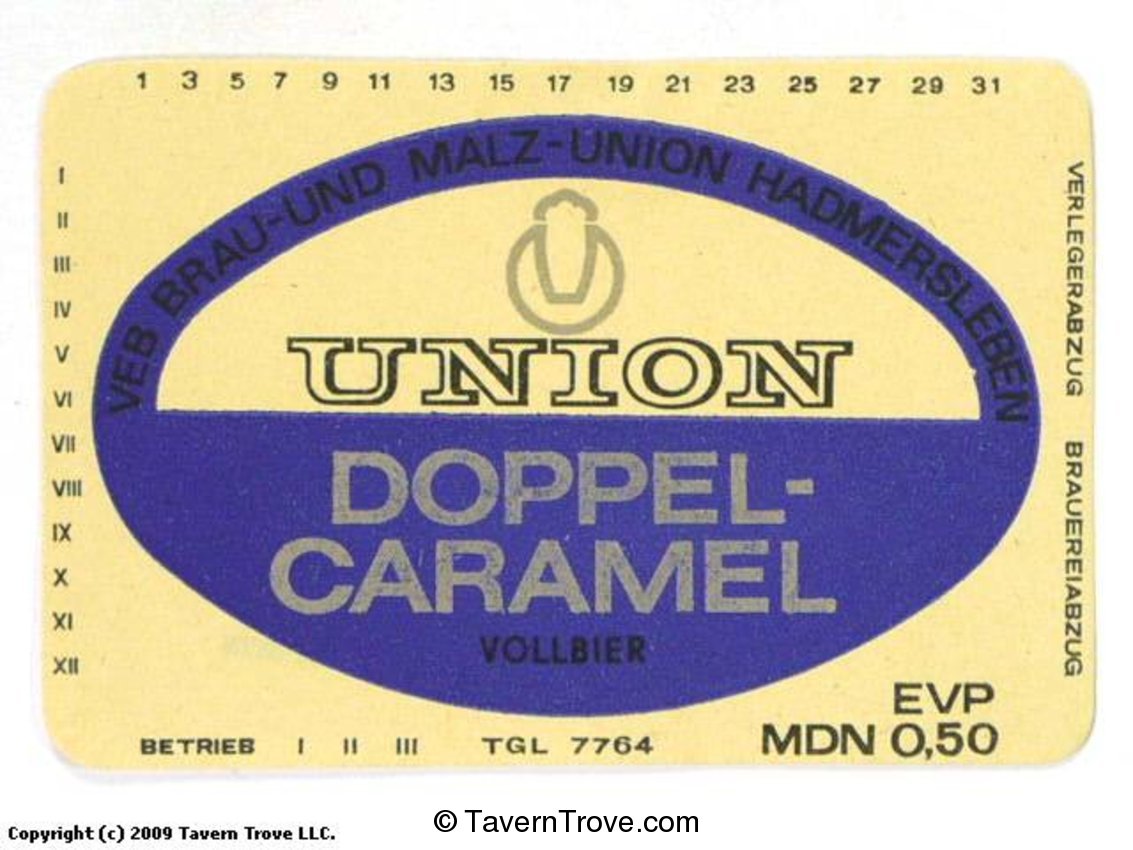 1 3 5 7 9 11 13 15 17 19 21 23 25 27 29 31
I
II
III
IV
V
VI
VII
VIII
IX
X
XI
XII
VEB BRAU-UND MALZ-UNION HADMERSLEBEN
UNION
DOPPEL-
CARAMEL
VOLLBIER
VERLEGERABZUG BRAUEREIABZUG
EVP
MDN 0,50
BETRIEB I II III TGL 7764
© TavernTrove.com
Copyright (c) 2009 Tavern Trove LLC.